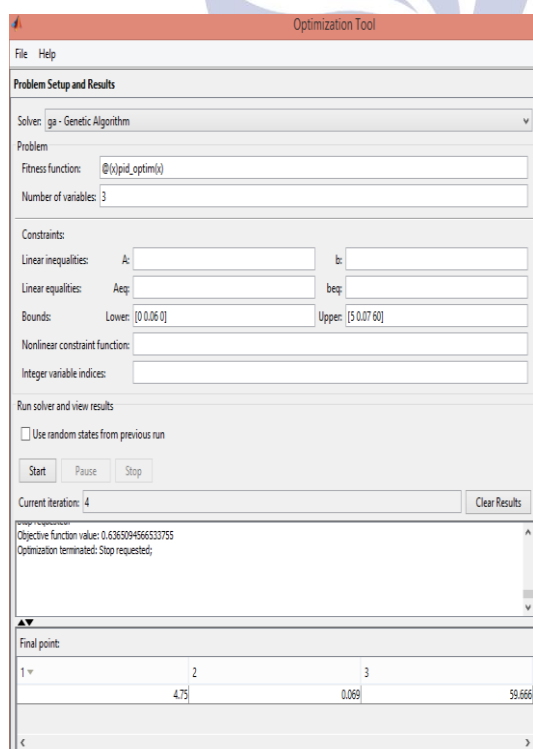 Optimization Tool
File Help
Problem Setup and Results
Solver: ga - Genetic Algorithm
Problem
Fitness function: @(x)pid_optim(x)
Number of variables: 3
Constraints:
Linear inequalities: A: b:
Linear equalities: Aeq: beq:
Bounds: Lower: [0 0.06 0] Upper: [5 0.07 60]
Nonlinear constraint function:
Integer variable indices:
Run solver and view results
Use random states from previous run
Start Pause Stop
Current iteration: 4 Clear Results
Stop requested.
Objective function value: 0.6365094566533755
Optimization terminated: Stop requested;
Final point:
1 2 3
4.75 0.069 59.666